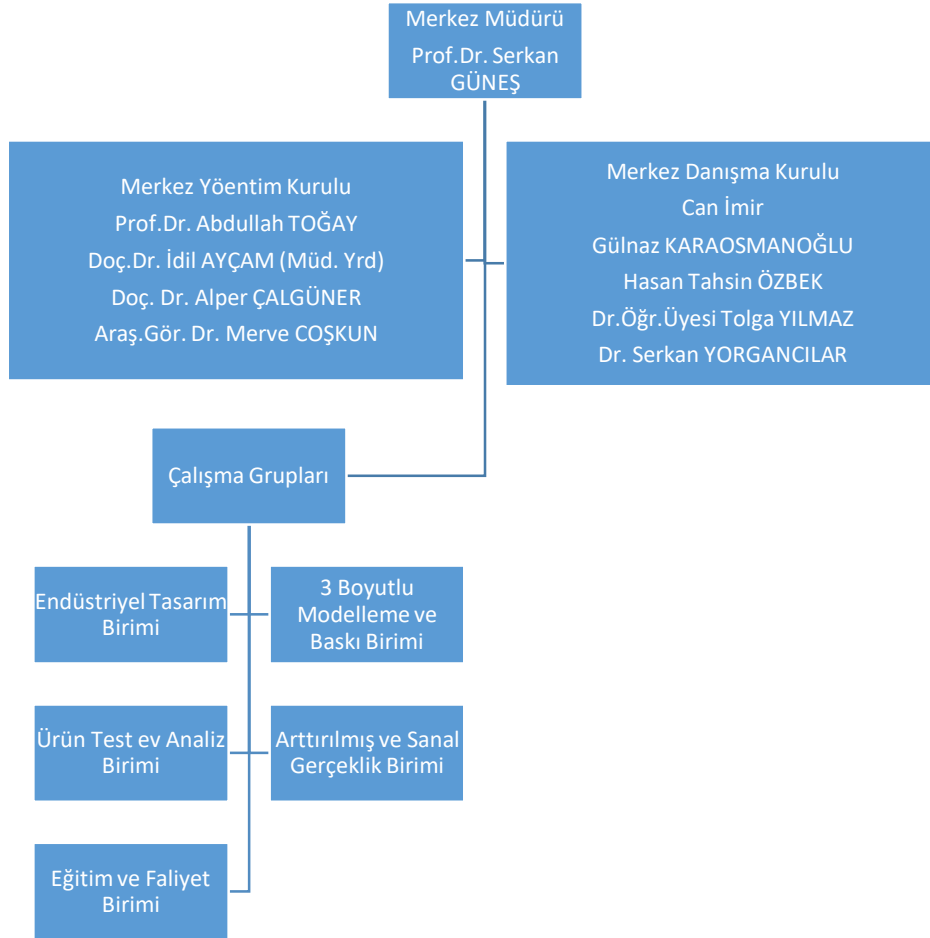 Merkez Müdürü
Prof.Dr. Serkan
GÜNEŞ
Merkez Yöentim Kurulu
Prof.Dr. Abdullah TOĞAY
Doç.Dr. İdil AYÇAM (Müd. Yrd)
Doç. Dr. Alper ÇALGÜNER
Araş.Gör. Dr. Merve COŞKUN
Merkez Danışma Kurulu
Can İmir
Gülnaz KARAOSMANOĞLU
Hasan Tahsin ÖZBEK
Dr.Öğr.Üyesi Tolga YILMAZ
Dr. Serkan YORGANCILAR
Çalışma Grupları
Endüstriyel Tasarım
Birimi
3 Boyutlu
Modelleme ve
Baskı Birimi
Ürün Test ev Analiz
Birimi
Arttırılmış ve Sanal
Gerçeklik Birimi
Eğitim ve Faliyet
Birimi